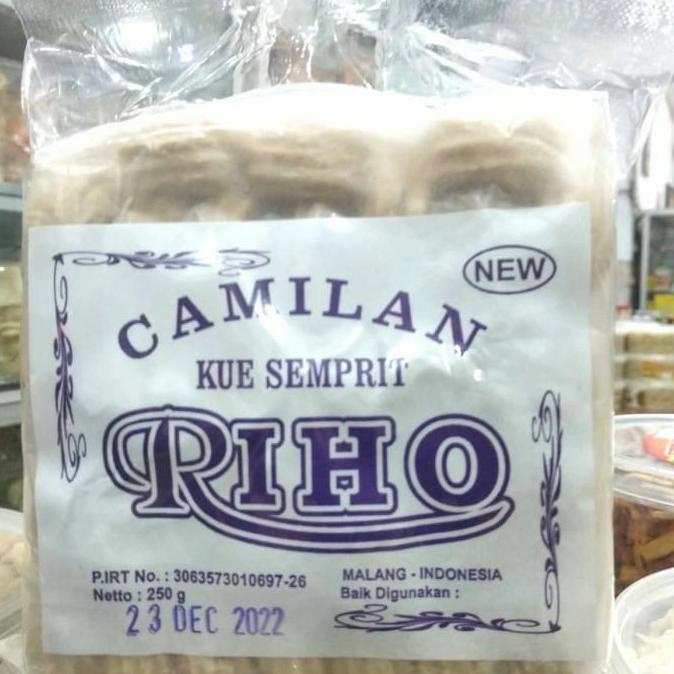 NEW
CAMILAN
KUE SEMPRIT
RIHO
P.IRT No. : 3063573010697-26
Netto : 250 g
23 DEC 2022
MALANG - INDONESIA
Baik Digunakan :